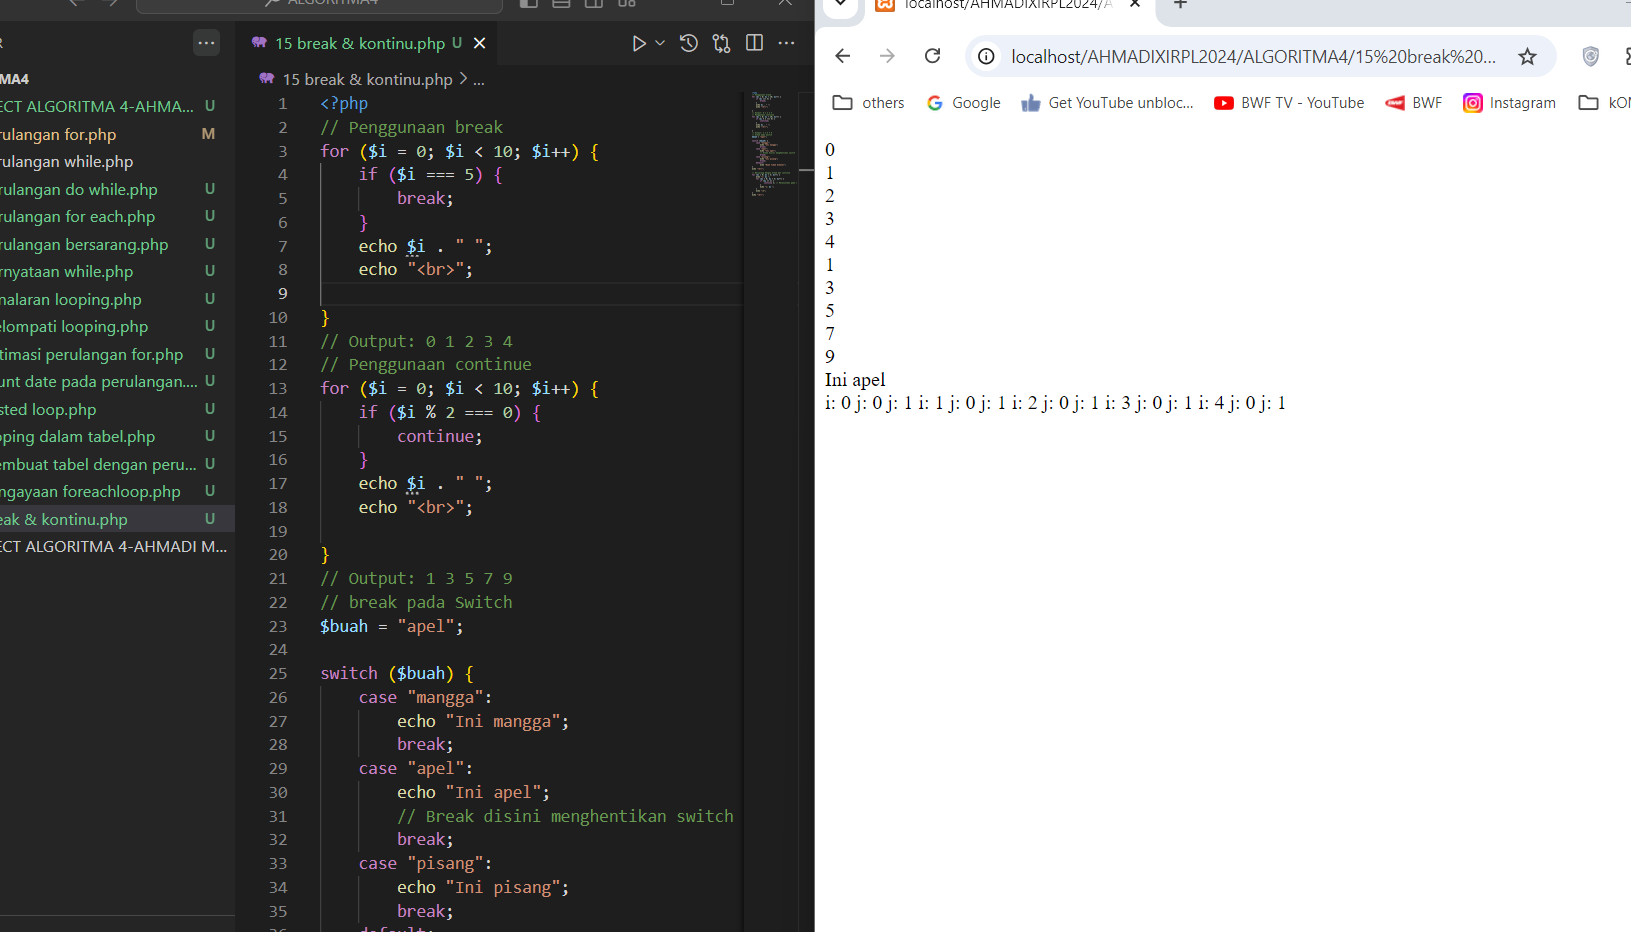 ALGORITMA4
MA4
ECT ALGORITMA 4-AHMA... U
rulangan for.php M
rulangan while.php
rulangan do while.php U
rulangan for each.php U
rulangan bersarang.php U
rnyataan while.php U
nalaran looping.php U
elompati looping.php U
timasi perulangan for.php U
unt date pada perulangan.... U
sted loop.php U
oping dalam tabel.php U
embuat tabel dengan peru... U
ngayaan foreachloop.php U
eak & kontinu.php U
ECT ALGORITMA 4-AHMADI M...
15 break & kontinu.php U
15 break & kontinu.php > ...
1 <?php
2 // Penggunaan break
3 for ($i = 0; $i < 10; $i++) {
4 if ($i === 5) {
5 break;
6 }
7 echo $i . " ";
8 echo "<br>";
9
10 }
11 // Output: 0 1 2 3 4
12 // Penggunaan continue
13 for ($i = 0; $i < 10; $i++) {
14 if ($i % 2 === 0) {
15 continue;
16 }
17 echo $i . " ";
18 echo "<br>";
19
20 }
21 // Output: 1 3 5 7 9
22 // break pada Switch
23 $buah = "apel";
24
25 switch ($buah) {
26 case "mangga":
27 echo "Ini mangga";
28 break;
29 case "apel":
30 echo "Ini apel";
31 // Break disini menghentikan switch
32 break;
33 case "pisang":
34 echo "Ini pisang";
35 break;
36 default:
localhost/AHMADIXIRPL2024/A
localhost/AHMADIXIRPL2024/ALGORITMA4/15%20break%20...
others Google Get YouTube unbloc... BWF TV - YouTube BWF Instagram kOM
0
1
2
3
4
1
3
5
7
9
Ini apel
i: 0 j: 0 j: 1 i: 1 j: 0 j: 1 i: 2 j: 0 j: 1 i: 3 j: 0 j: 1 i: 4 j: 0 j: 1